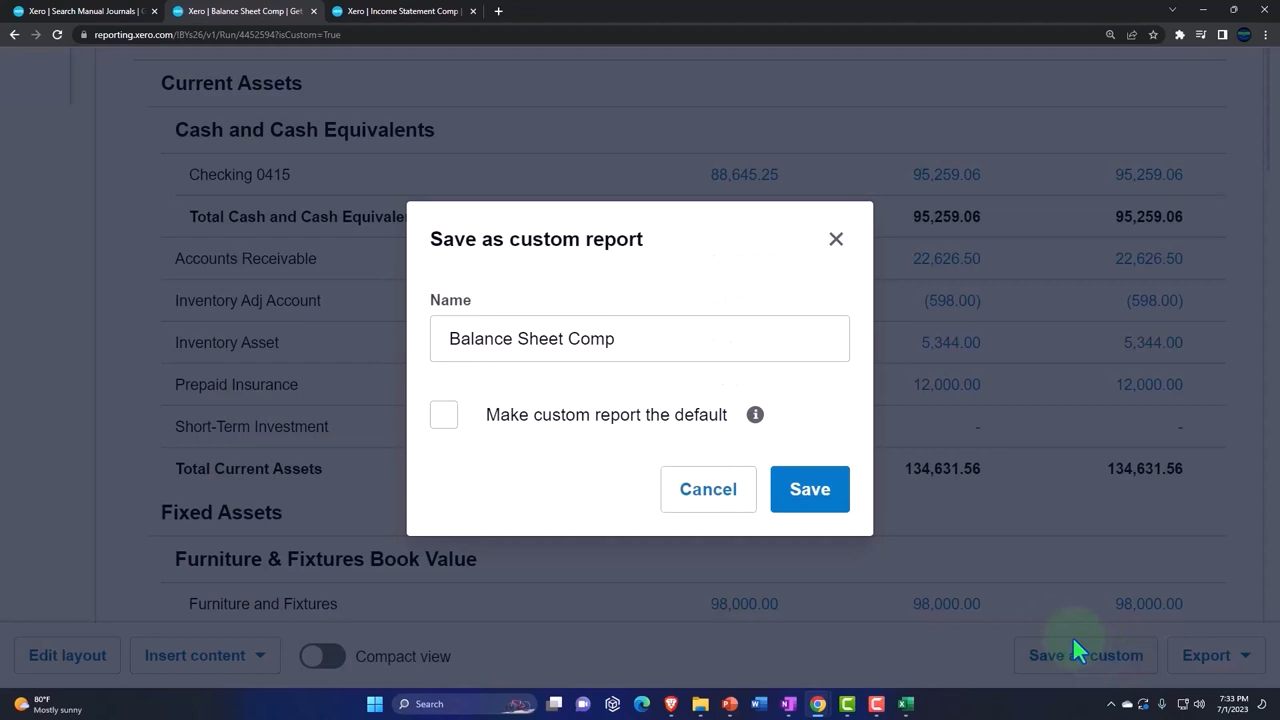 Xero | Search Manual Journals | G
Xero | Balance Sheet Comp | Get
Xero | Income Statement Comp |
reporting.xero.com/IBYs26/v1/Run/4452594?isCustom=True
Current Assets
Cash and Cash Equivalents
Checking 0415 88,645.25 95,259.06 95,259.06
Total Cash and Cash Equivale 95,259.06 95,259.06
Accounts Receivable 22,626.50 22,626.50
Inventory Adj Account (598.00) (598.00)
Inventory Asset 5,344.00 5,344.00
Prepaid Insurance 12,000.00 12,000.00
Short-Term Investment - -
Total Current Assets 134,631.56 134,631.56
Fixed Assets
Furniture & Fixtures Book Value
Furniture and Fixtures 98,000.00 98,000.00 98,000.00
Save as custom report
Name
Balance Sheet Comp
Make custom report the default
Cancel Save
Edit layout Insert content Compact view Save as custom Export
80°F
Mostly sunny
Search
7:33 PM
7/1/2023